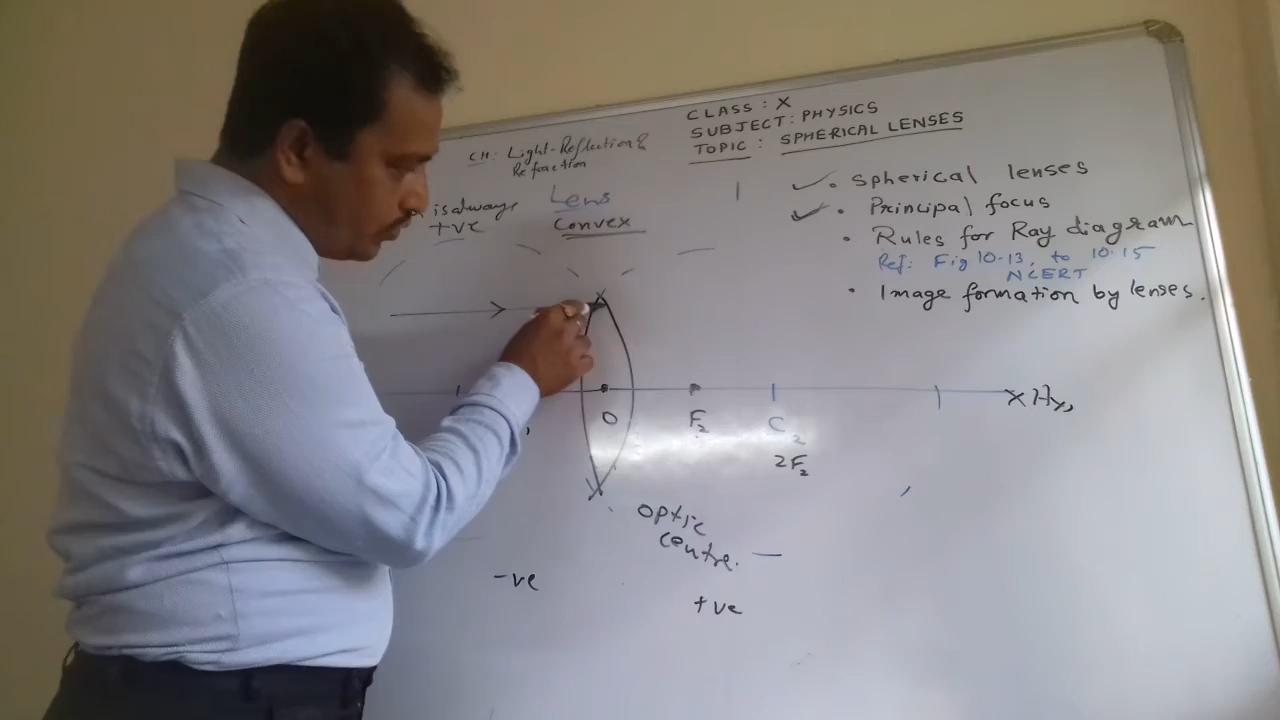 CLASS : X
SUBJECT: PHYSICS
TOPIC : SPHERICAL LENSES
CH: Light-Reflection &
Refraction
is always
+ve
Lens
Convex
• Spherical lenses
• Principal focus
• Rules for Ray diagram
Ref: Fig 10.13, to 10.15
NCERT
• Image formation by lenses.
O
F2
C2
2F2
optic
centre.
-ve
+ve